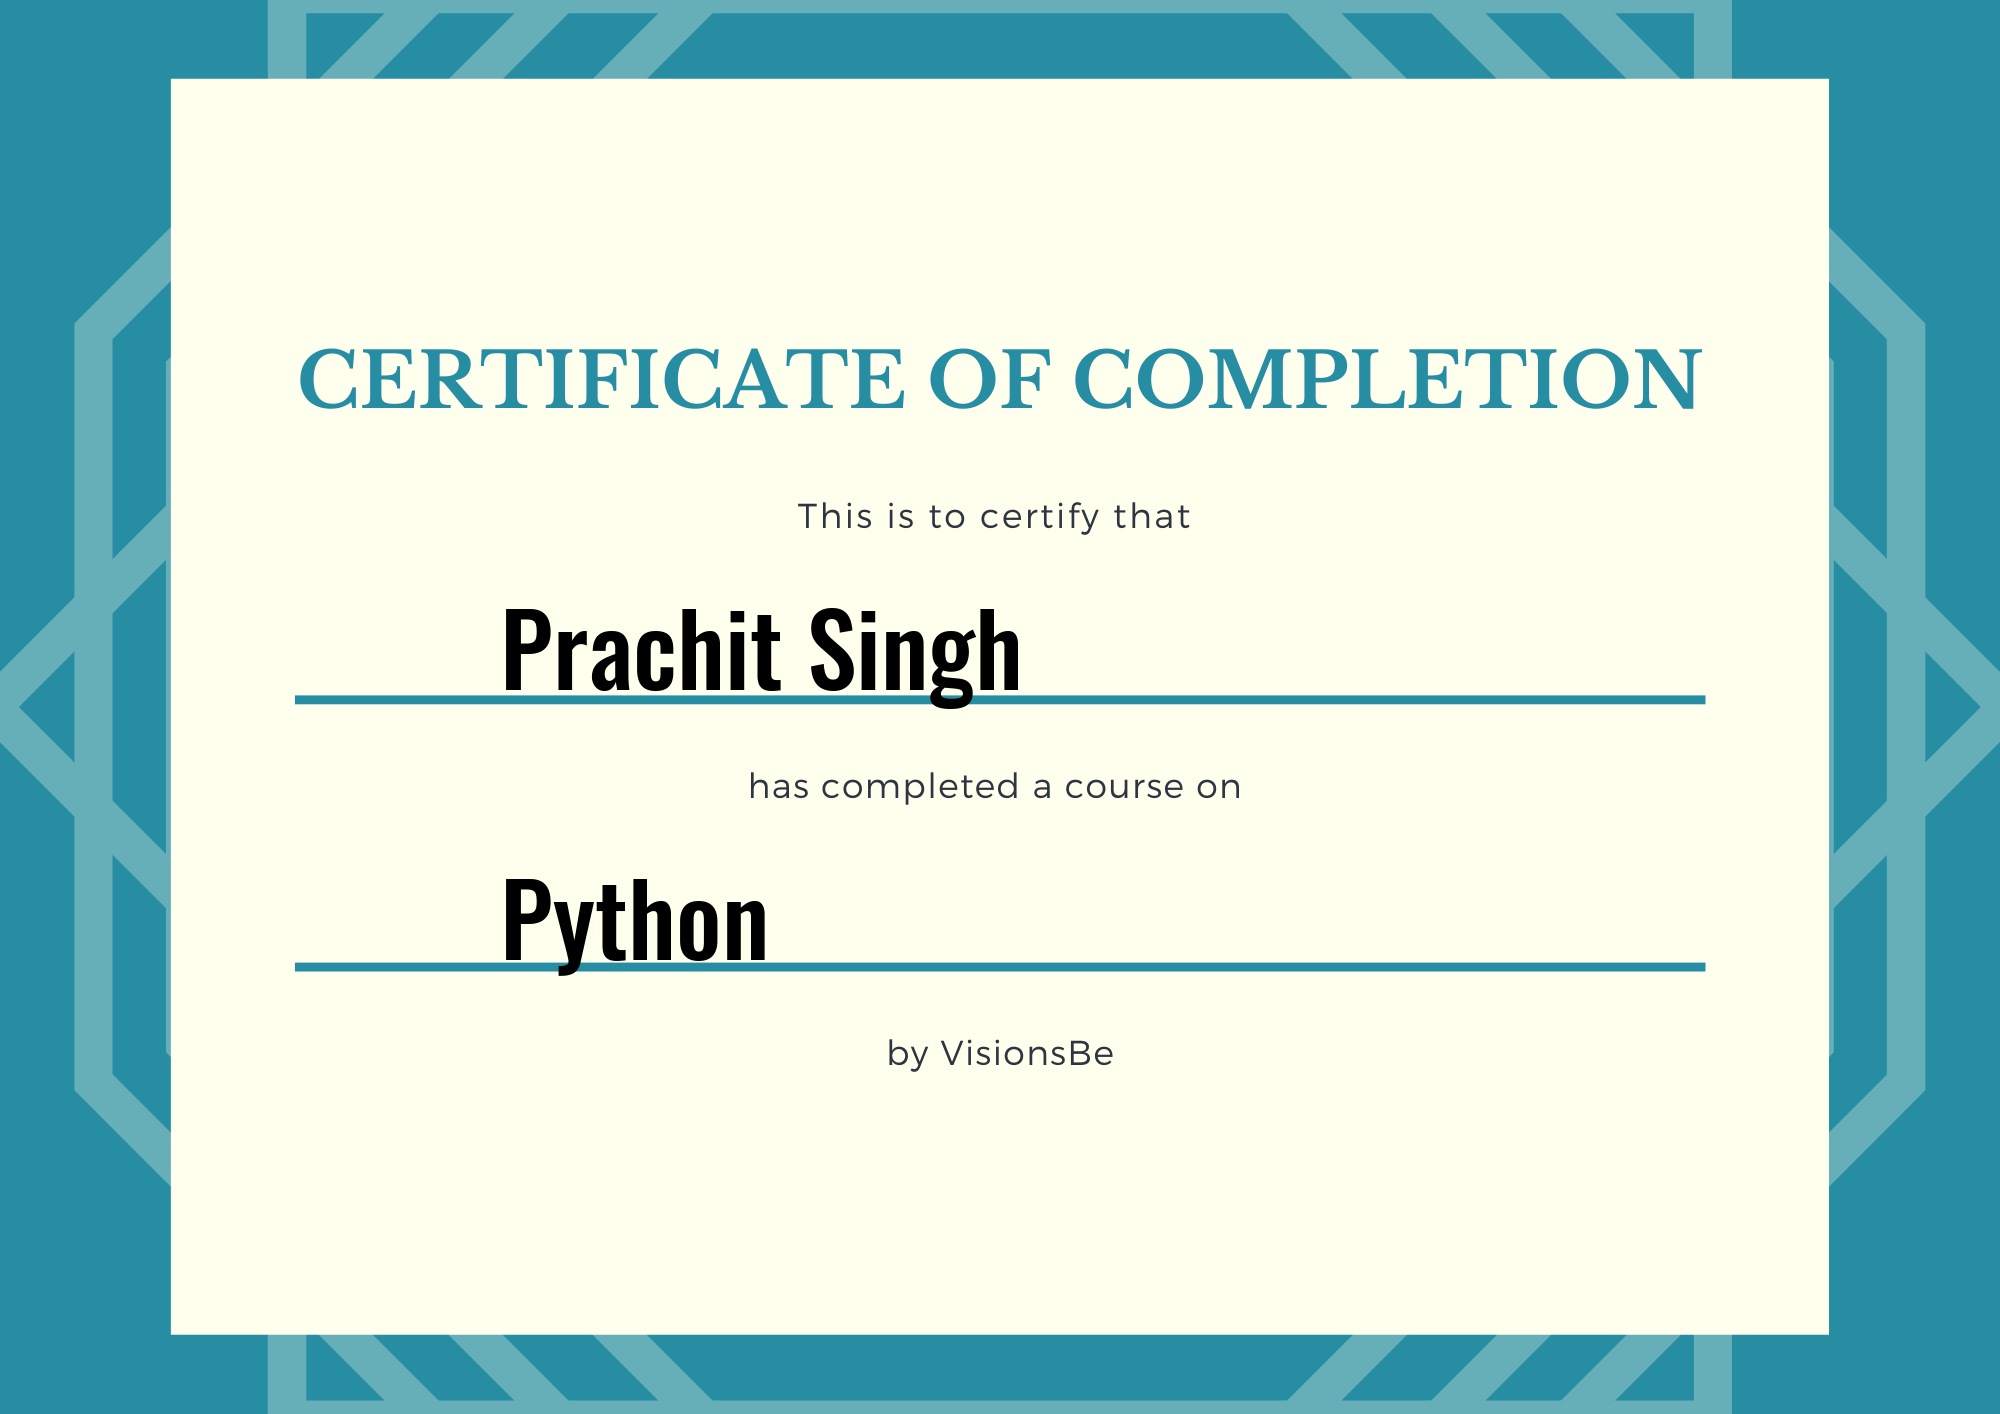 CERTIFICATE OF COMPLETION
This is to certify that
Prachit Singh
has completed a course on
Python
by VisionsBe